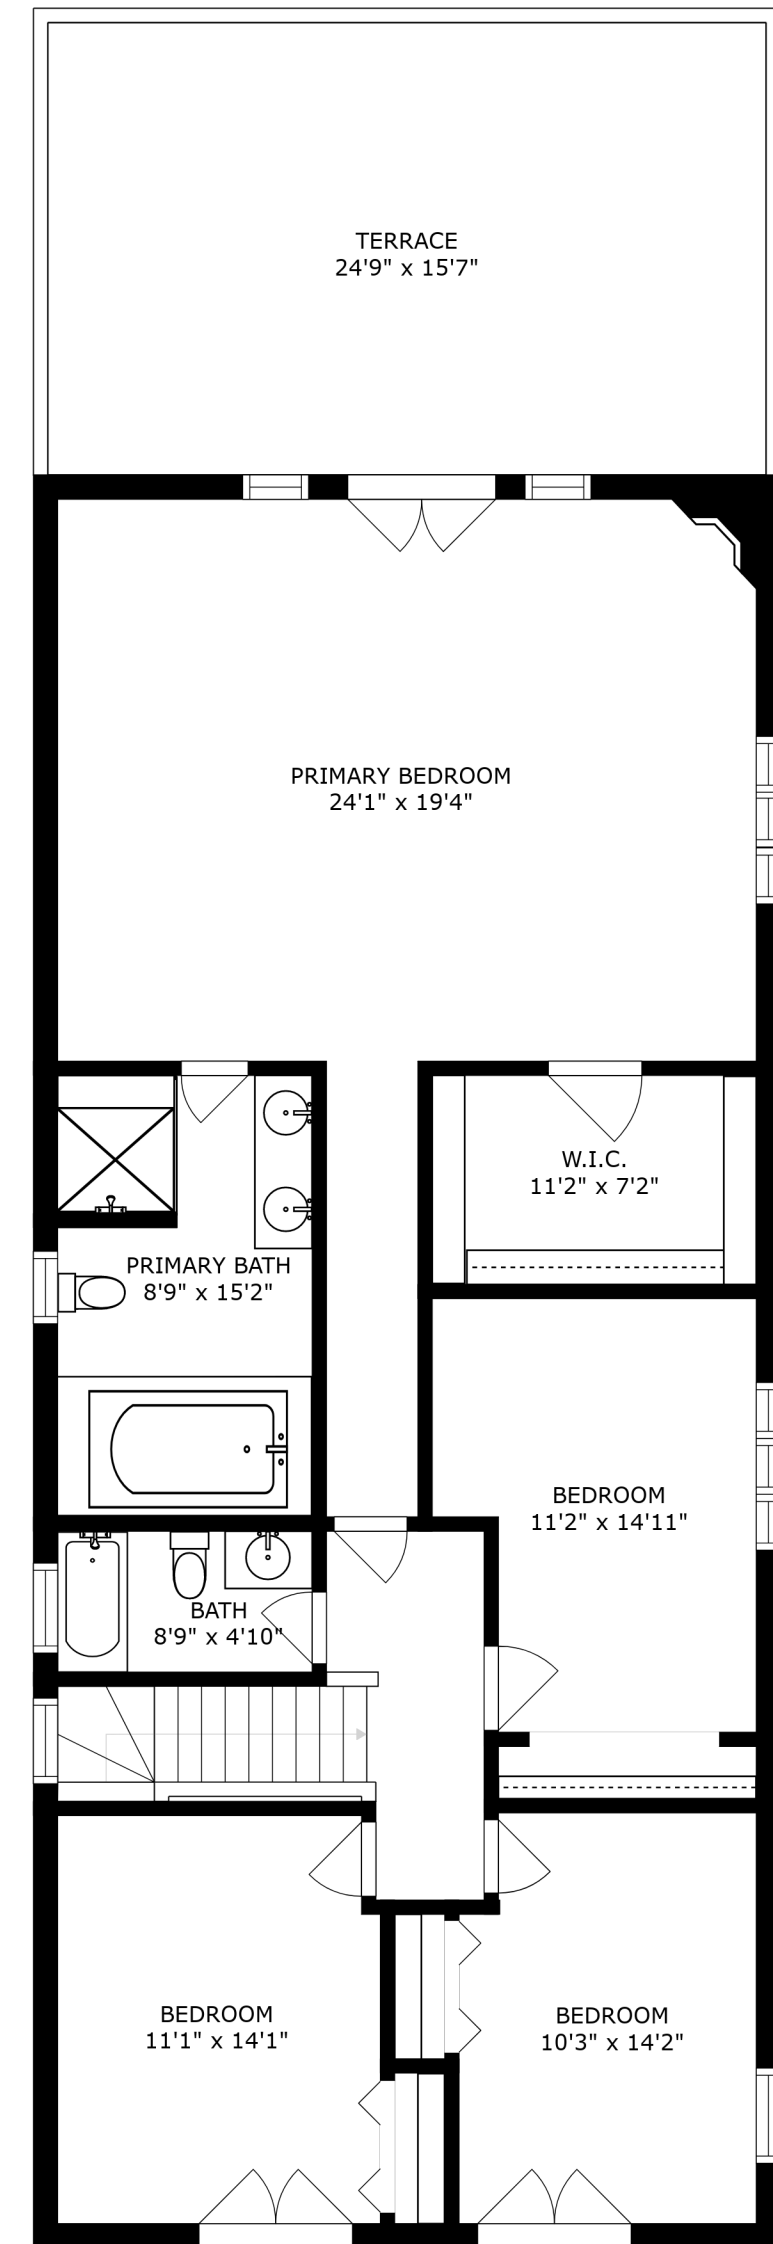 TERRACE
24'9" x 15'7"
PRIMARY BEDROOM
24'1" x 19'4"
W.I.C.
11'2" x 7'2"
PRIMARY BATH
8'9" x 15'2"
BEDROOM
11'2" x 14'11"
BATH
8'9" x 4'10"
BEDROOM
11'1" x 14'1"
BEDROOM
10'3" x 14'2"